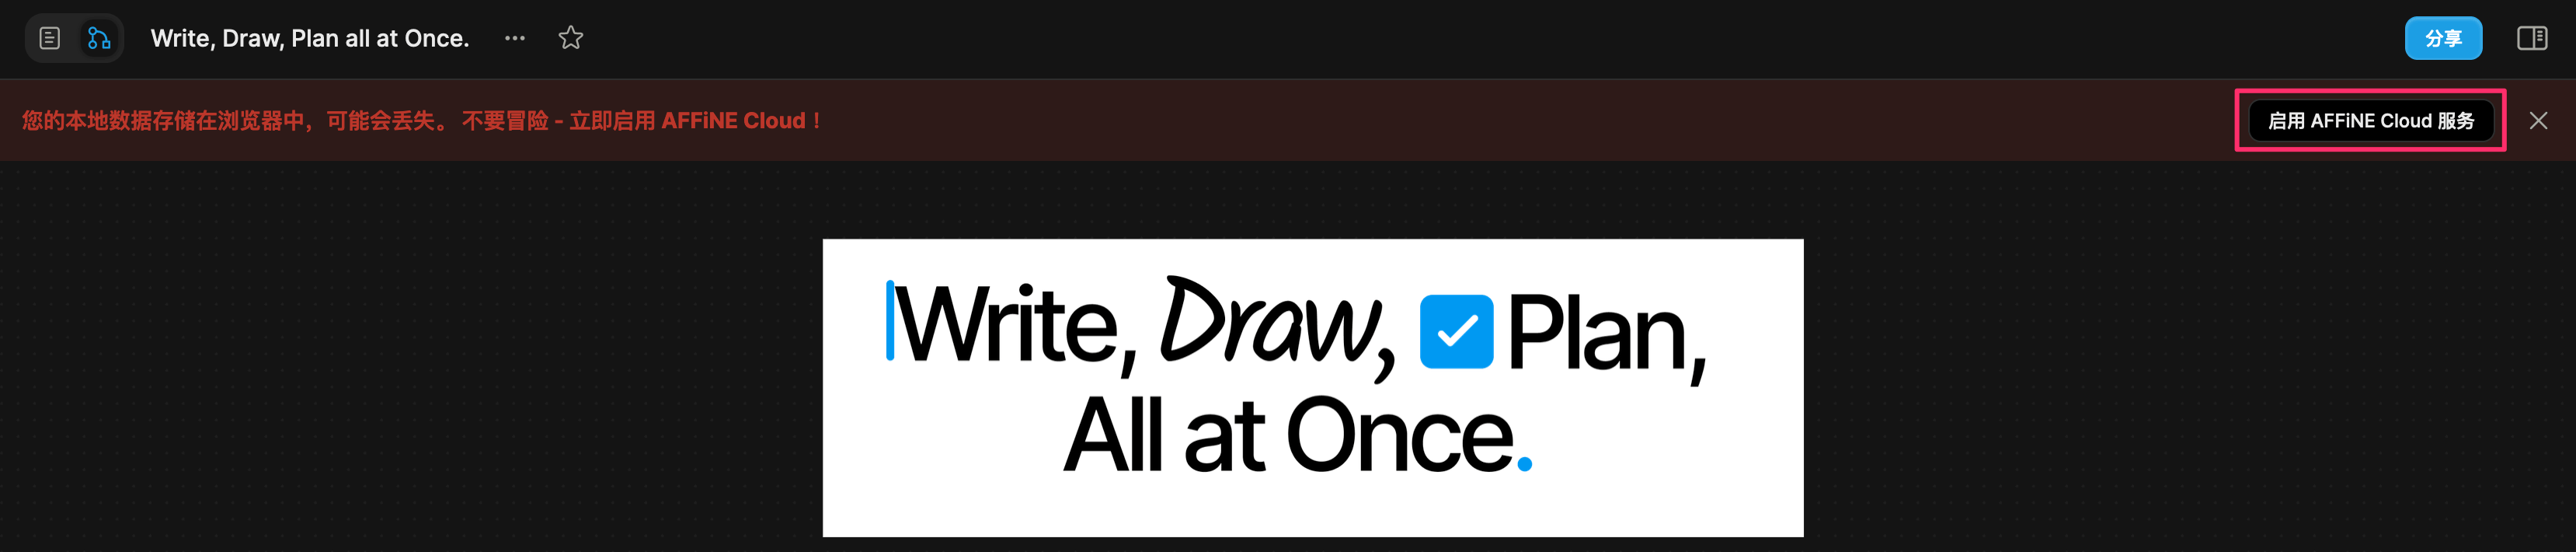 Write, Draw, Plan all at Once.
分享
您的本地数据存储在浏览器中，可能会丢失。 不要冒险 - 立即启用 AFFiNE Cloud！
启用 AFFiNE Cloud 服务
Write, Draw, Plan,
All at Once.